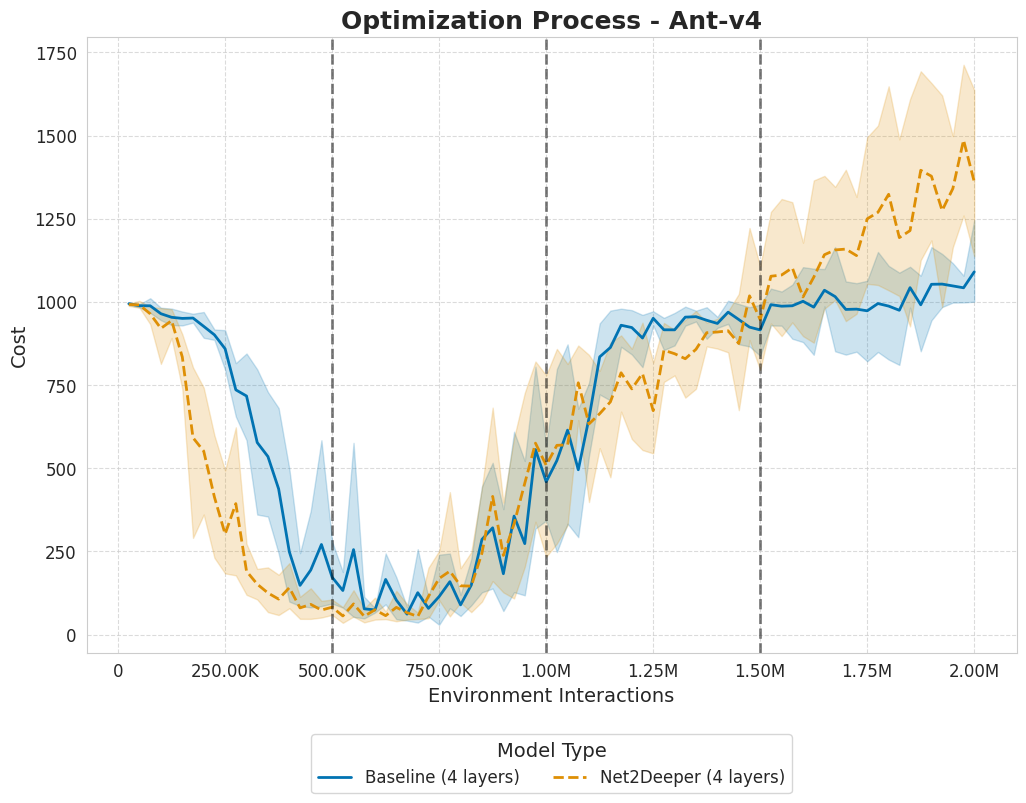 Optimization Process - Ant-v4
Cost
1750
1500
1250
1000
750
500
250
0
0 250.00K 500.00K 750.00K 1.00M 1.25M 1.50M 1.75M 2.00M
Environment Interactions
Model Type
Baseline (4 layers) Net2Deeper (4 layers)